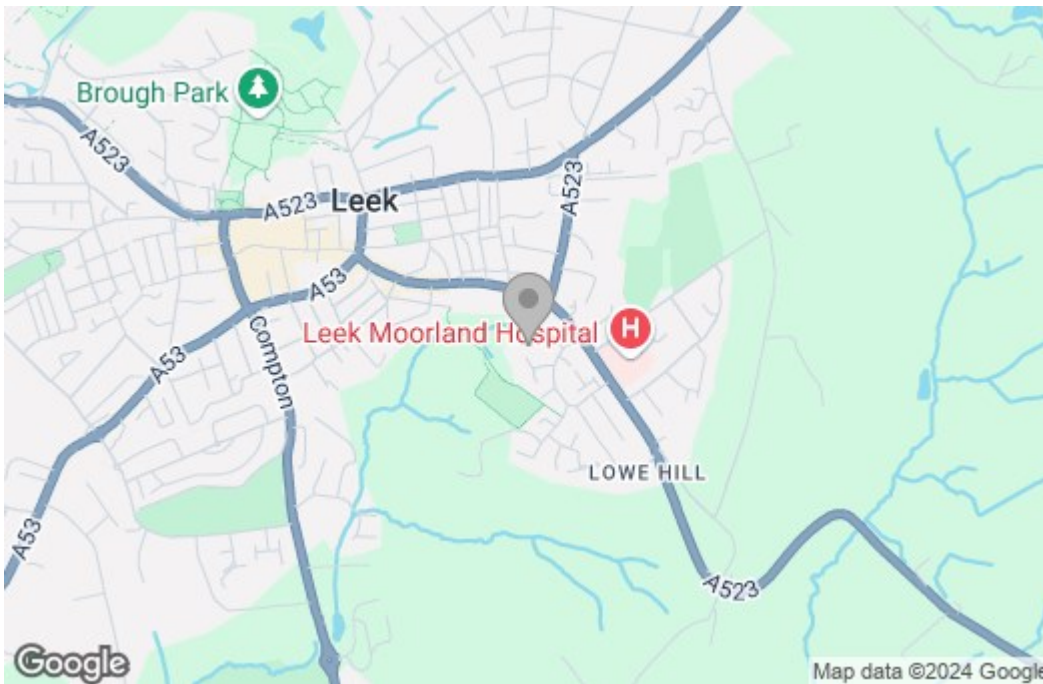 Brough Park
A523
A523
Leek
A523
A53
Leek Moorland Hospital
H
A53
Compton
LOWE HILL
A53
A523
Google
Map data ©2024 Google